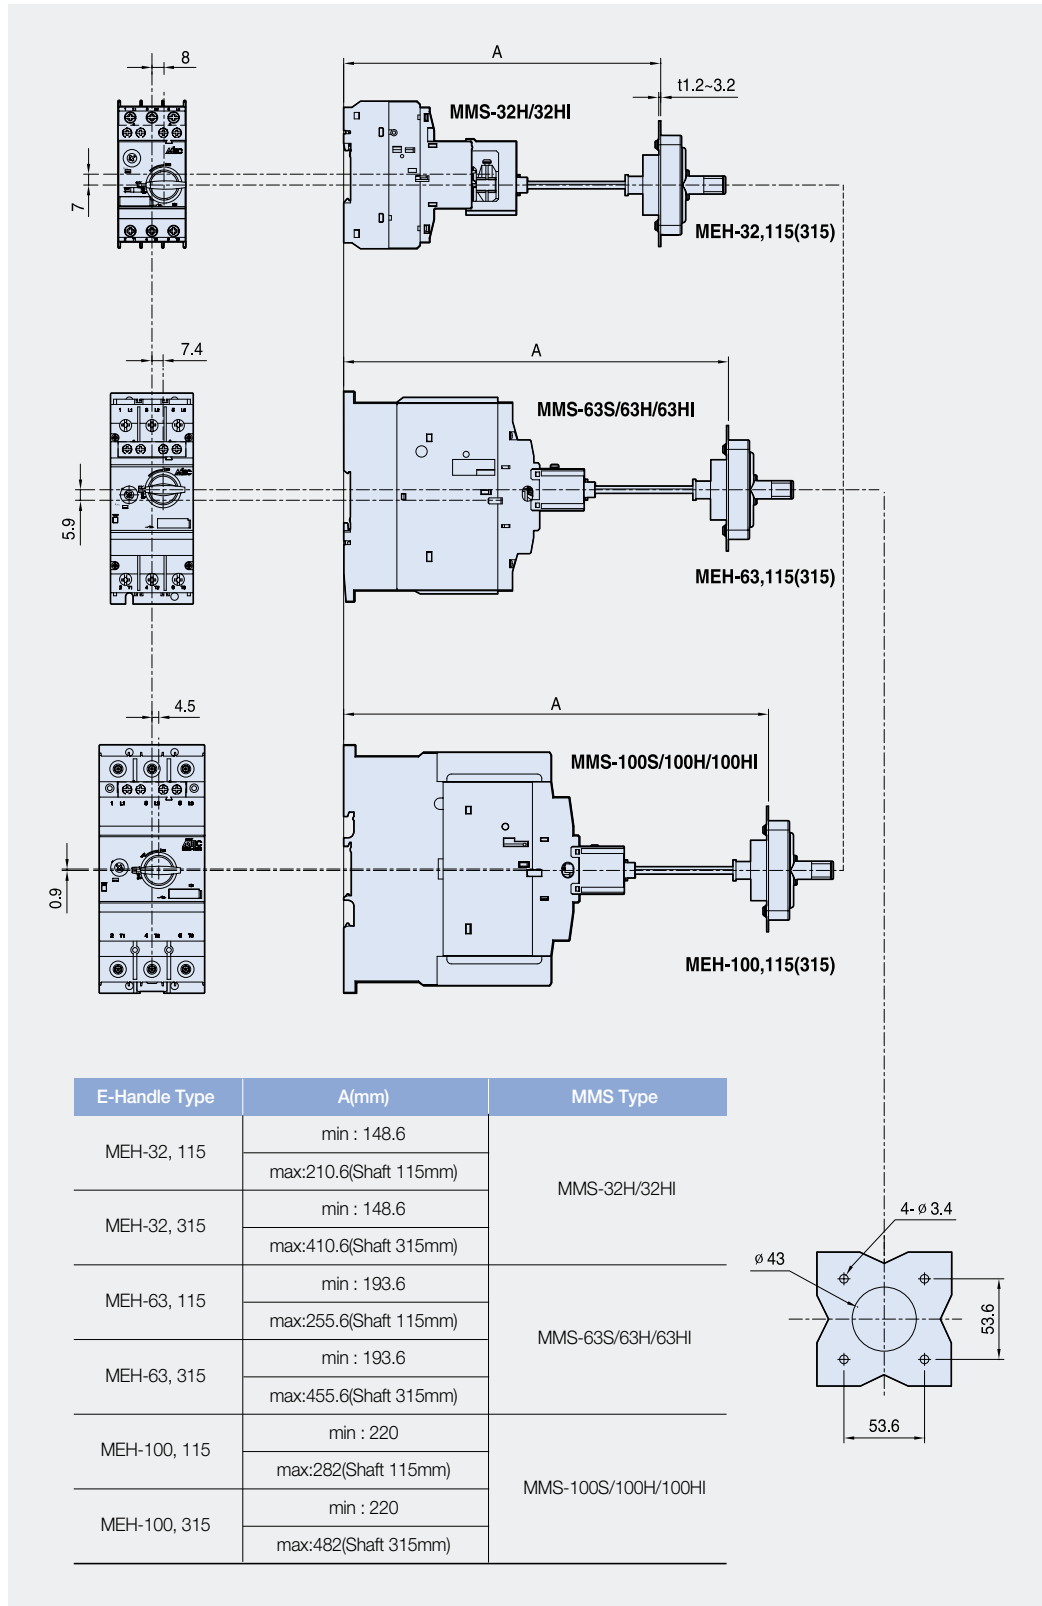 8
A
t1.2~3.2
MMS-32H/32HI
7
MEH-32,115(315)
7.4
A
MMS-63S/63H/63HI
5.9
MEH-63,115(315)
4.5
A
MMS-100S/100H/100HI
0.9
MEH-100,115(315)
E-Handle Type A(mm) MMS Type
MEH-32, 115
min : 148.6
max:210.6(Shaft 115mm)
MMS-32H/32HI
MEH-32, 315
min : 148.6
max:410.6(Shaft 315mm)
MEH-63, 115
min : 193.6
max:255.6(Shaft 115mm)
MMS-63S/63H/63HI
MEH-63, 315
min : 193.6
max:455.6(Shaft 315mm)
MEH-100, 115
min : 220
max:282(Shaft 115mm)
MMS-100S/100H/100HI
MEH-100, 315
min : 220
max:482(Shaft 315mm)
4- ø 3.4
ø 43
53.6
53.6